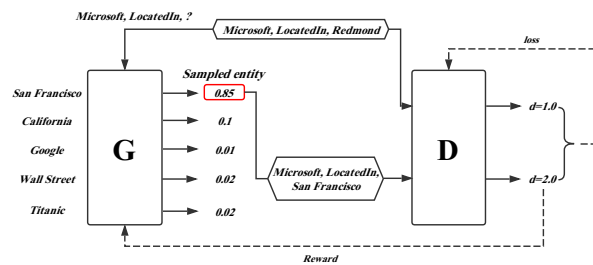 Microsoft, LocatedIn, ?
Microsoft, LocatedIn, Redmond
loss
Sampled entity
San Francisco
0.85
California
0.1
Google
0.01
Wall Street
0.02
Titanic
0.02
G
Microsoft, LocatedIn,
San Francisco
D
d=1.0
d=2.0
Reward